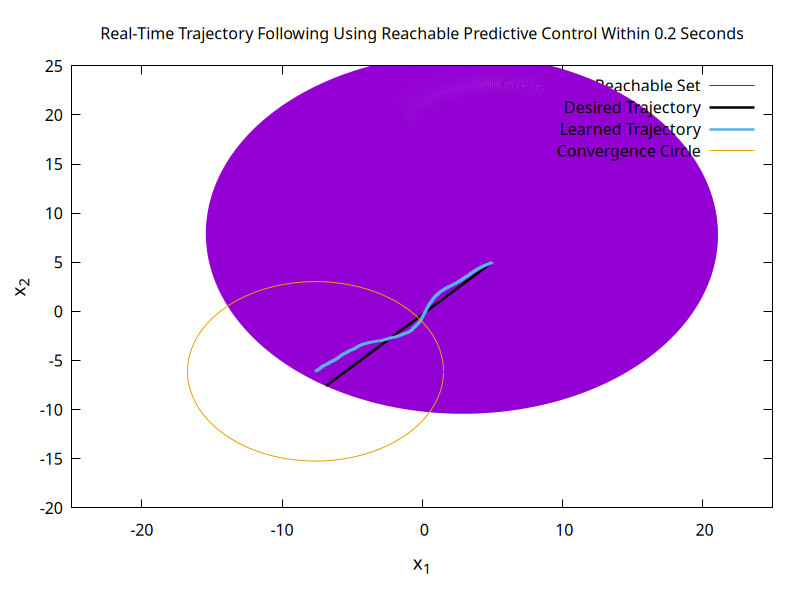 Real-Time Trajectory Following Using Reachable Predictive Control Within 0.2 Seconds
Reachable Set
Desired Trajectory
Learned Trajectory
Convergence Circle
25
20
15
10
5
0
-5
-10
-15
-20
x2
-20 -10 0 10 20
x1